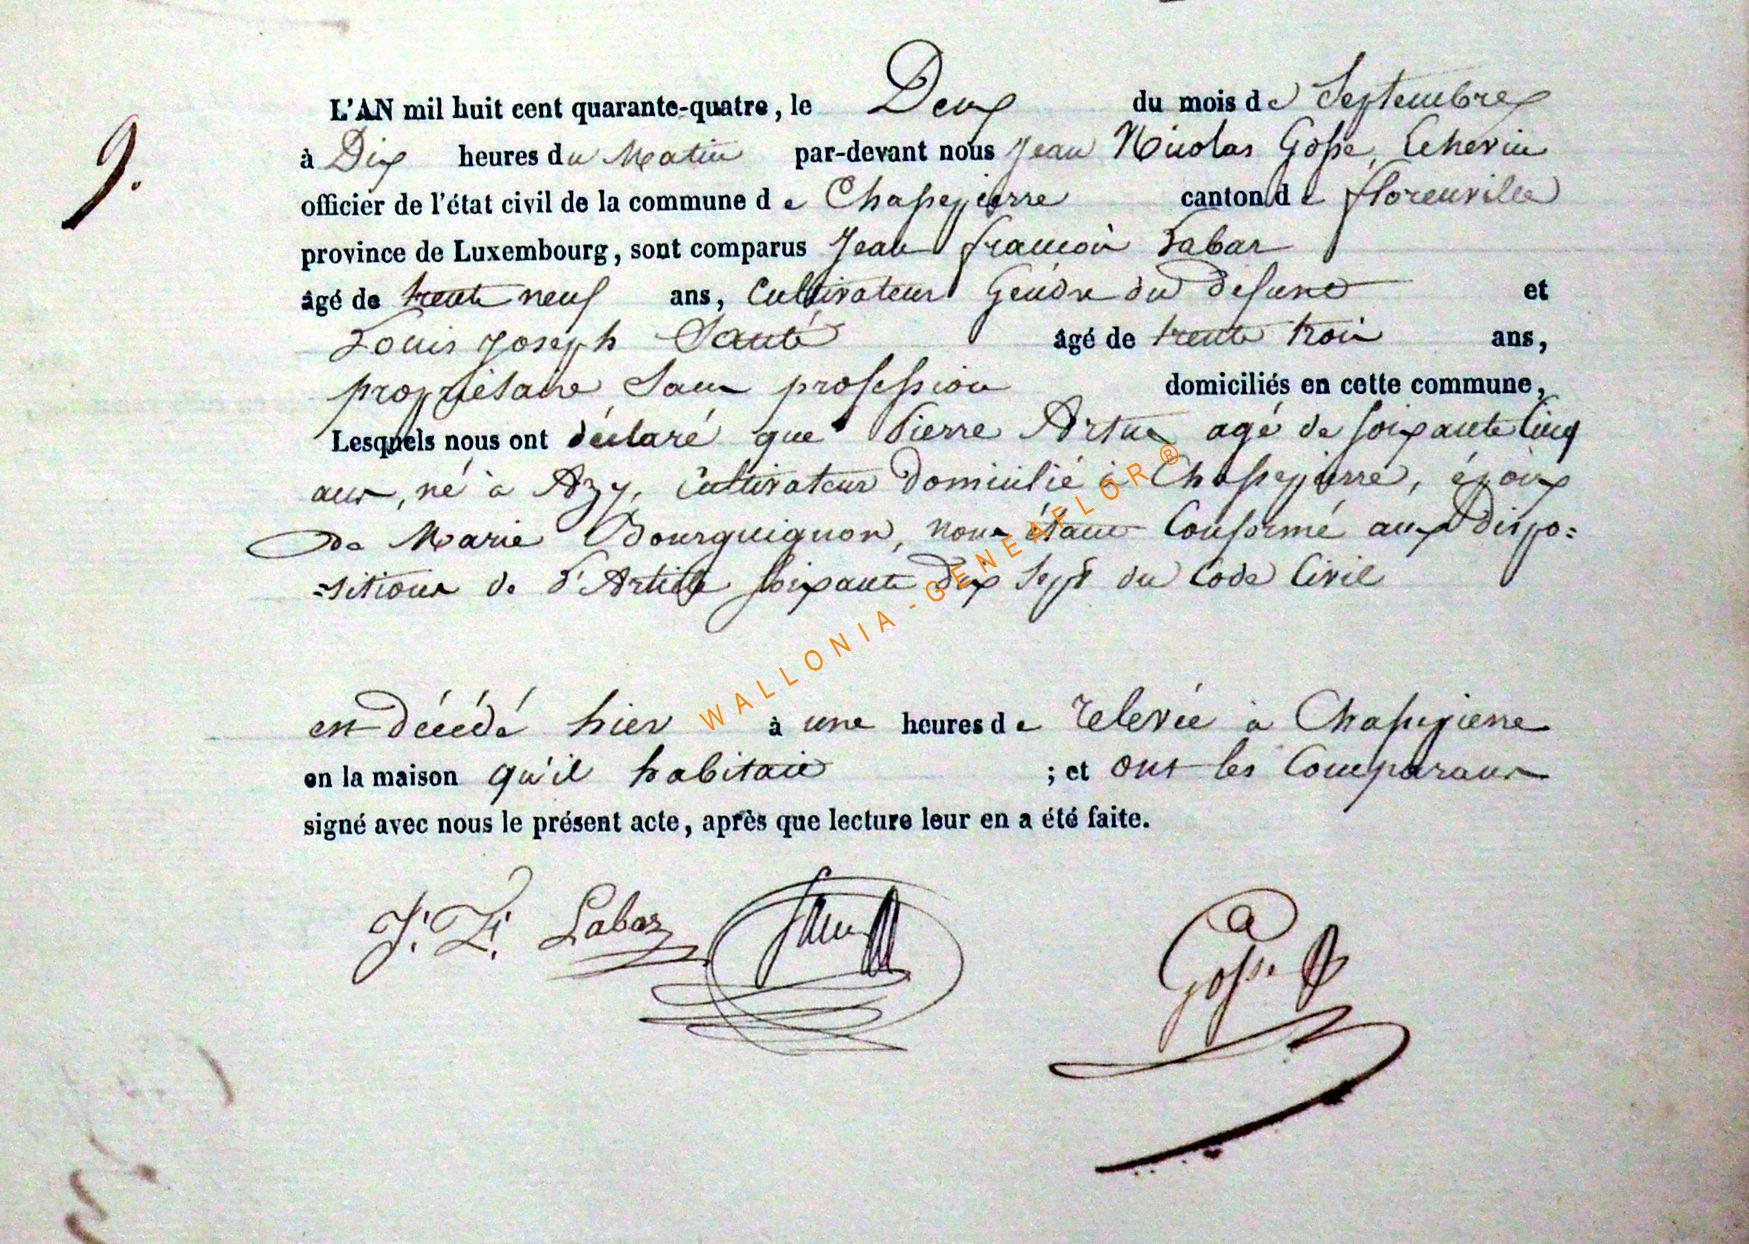 L'AN mil huit cent quarante-quatre, le Deux du mois de Septembre
9.
à Dix heures du Matin par-devant nous Jean Nicolas Gosse, Echevin
officier de l'état civil de la commune de Chassepierre canton de florenville
province de Luxembourg, sont comparus Jean françois Labar
âgé de trente neuf ans, Cultivateur Gendre du défunt et
Louis Joseph Santé âgé de trente trois ans,
propriétaire Sans profession domiciliés en cette commune,
Lesquels nous ont déclaré que Pierre Artus agé de soixante Cinq
ans, né à Azy, Cultivateur Domicilié à Chassepierre, époux
De Marie Bourguignon, nous étant Conformé aux dispo=
=sitions de l'Article Soixante Dix Sept du Code Civil
WALLONIA-GENEAFLOR®
est décédé hier à une heures de relevée à Chassepierre
en la maison qu'il habitait ; et ont les Comparans
signé avec nous le présent acte, après que lecture leur en a été faite.
J. F. Labar Gosse